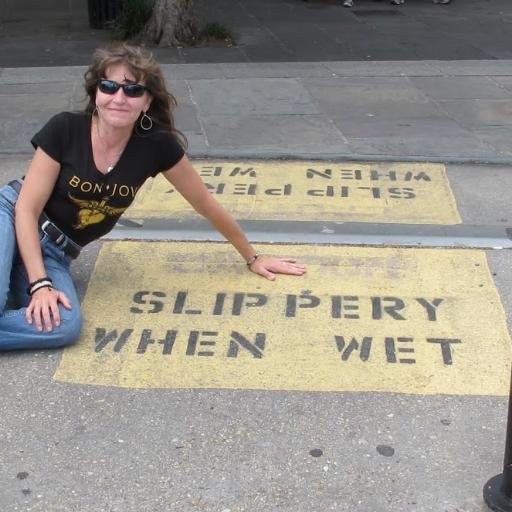 BON JOVI
SLIPPERY
WHEN WET
SLIPPERY
WHEN WET